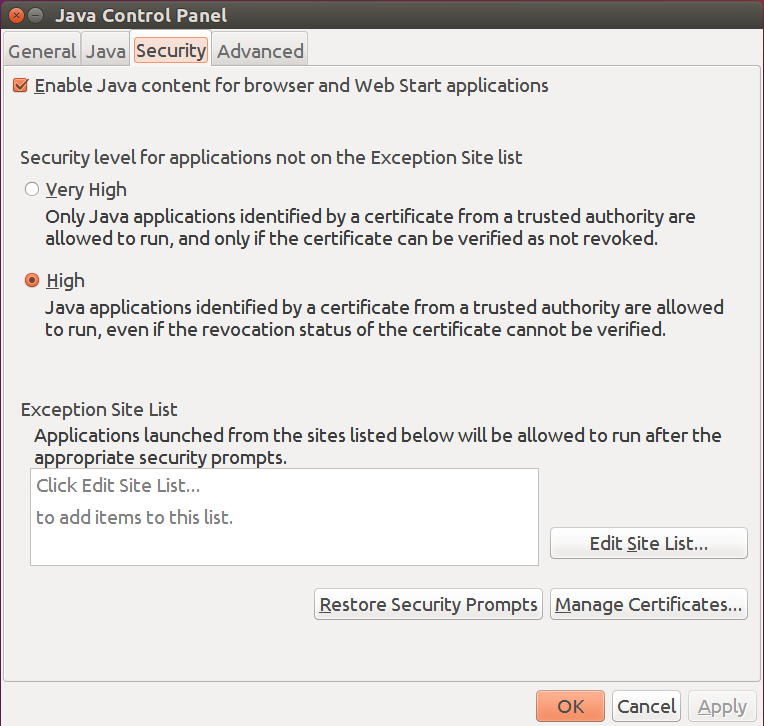 Java Control Panel
General Java Security Advanced
Enable Java content for browser and Web Start applications
Security level for applications not on the Exception Site list
Very High
Only Java applications identified by a certificate from a trusted authority are
allowed to run, and only if the certificate can be verified as not revoked.
High
Java applications identified by a certificate from a trusted authority are allowed
to run, even if the revocation status of the certificate cannot be verified.
Exception Site List
Applications launched from the sites listed below will be allowed to run after the
appropriate security prompts.
Click Edit Site List...
to add items to this list.
Edit Site List...
Restore Security Prompts Manage Certificates...
OK Cancel Apply